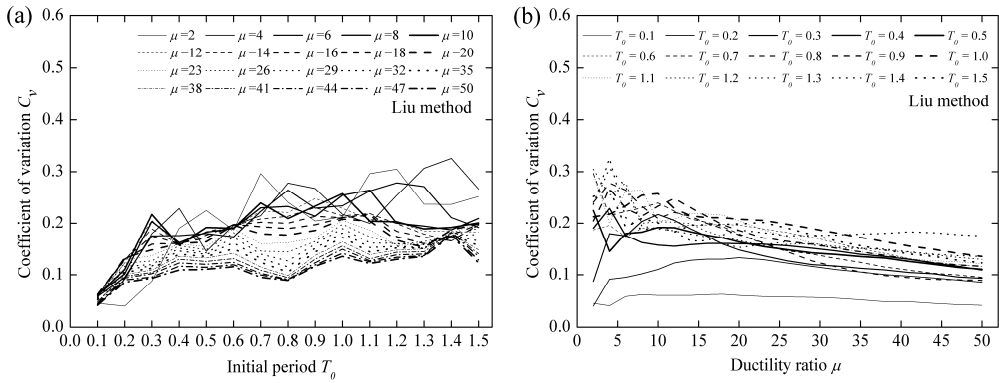 (a)
0.6
0.5
0.4
0.3
0.2
0.1
0.0
Coefficient of variation Cv
μ=2 μ=4 μ=6 μ=8 μ=10
μ=12 μ=14 μ=16 μ=18 μ=20
μ=23 μ=26 μ=29 μ=32 μ=35
μ=38 μ=41 μ=44 μ=47 μ=50
Liu method
0.0 0.1 0.2 0.3 0.4 0.5 0.6 0.7 0.8 0.9 1.0 1.1 1.2 1.3 1.4 1.5
Initial period T0
(b)
0.6
0.5
0.4
0.3
0.2
0.1
0.0
Coefficient of variation Cv
T0 = 0.1 T0 = 0.2 T0 = 0.3 T0 = 0.4 T0 = 0.5
T0 = 0.6 T0 = 0.7 T0 = 0.8 T0 = 0.9 T0 = 1.0
T0 = 1.1 T0 = 1.2 T0 = 1.3 T0 = 1.4 T0 = 1.5
Liu method
0 5 10 15 20 25 30 35 40 45 50
Ductility ratio μ